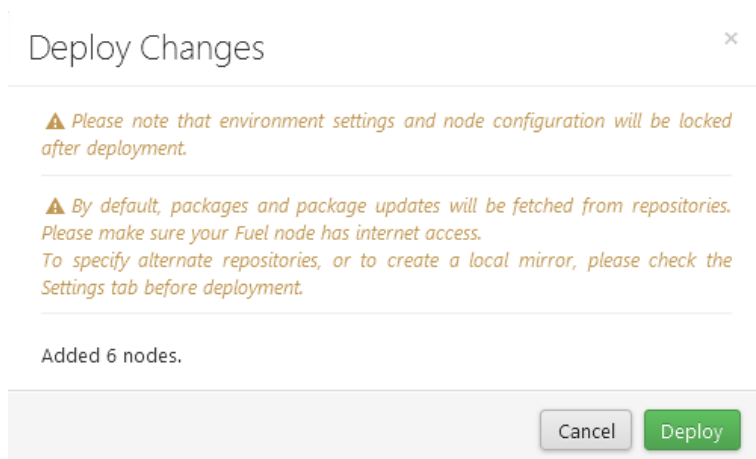 Deploy Changes
×
Please note that environment settings and node configuration will be locked
after deployment.
By default, packages and package updates will be fetched from repositories.
Please make sure your Fuel node has internet access.
To specify alternate repositories, or to create a local mirror, please check the
Settings tab before deployment.
Added 6 nodes.
Cancel Deploy